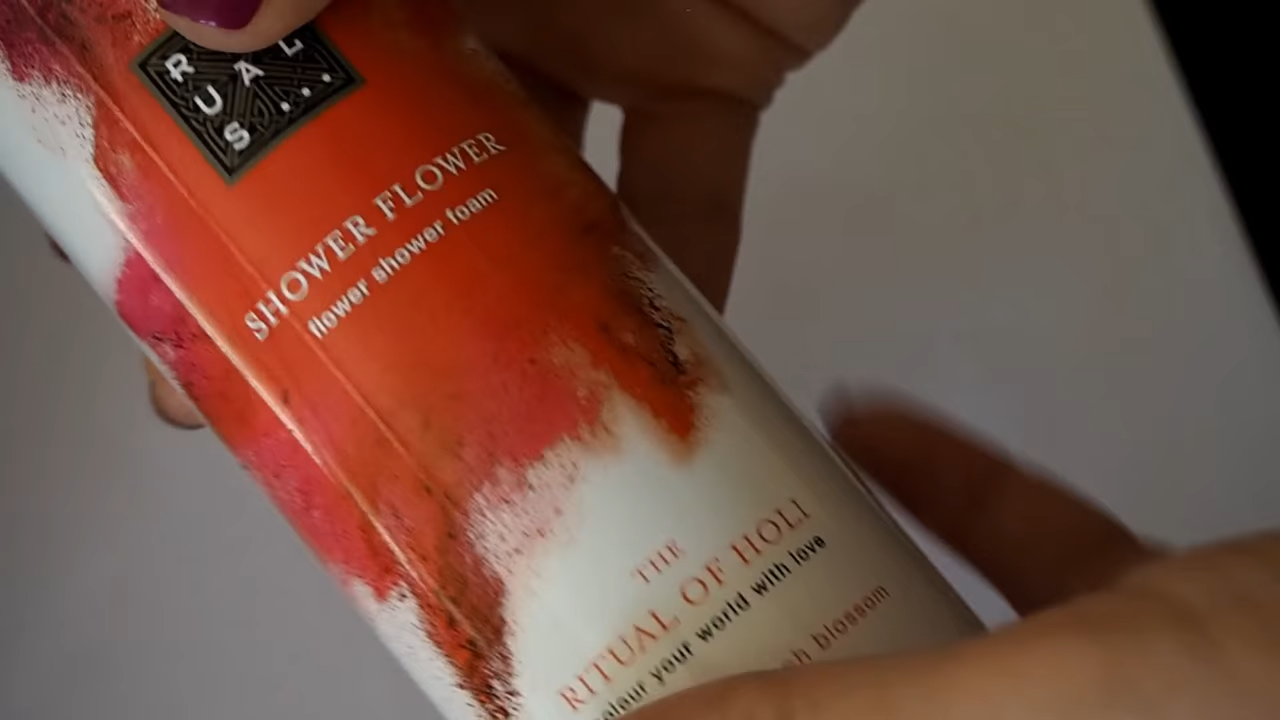 R
U A L
S ...
SHOWER FLOWER
flower shower foam
THE
RITUAL OF HOLI
colour your world with love
blossom